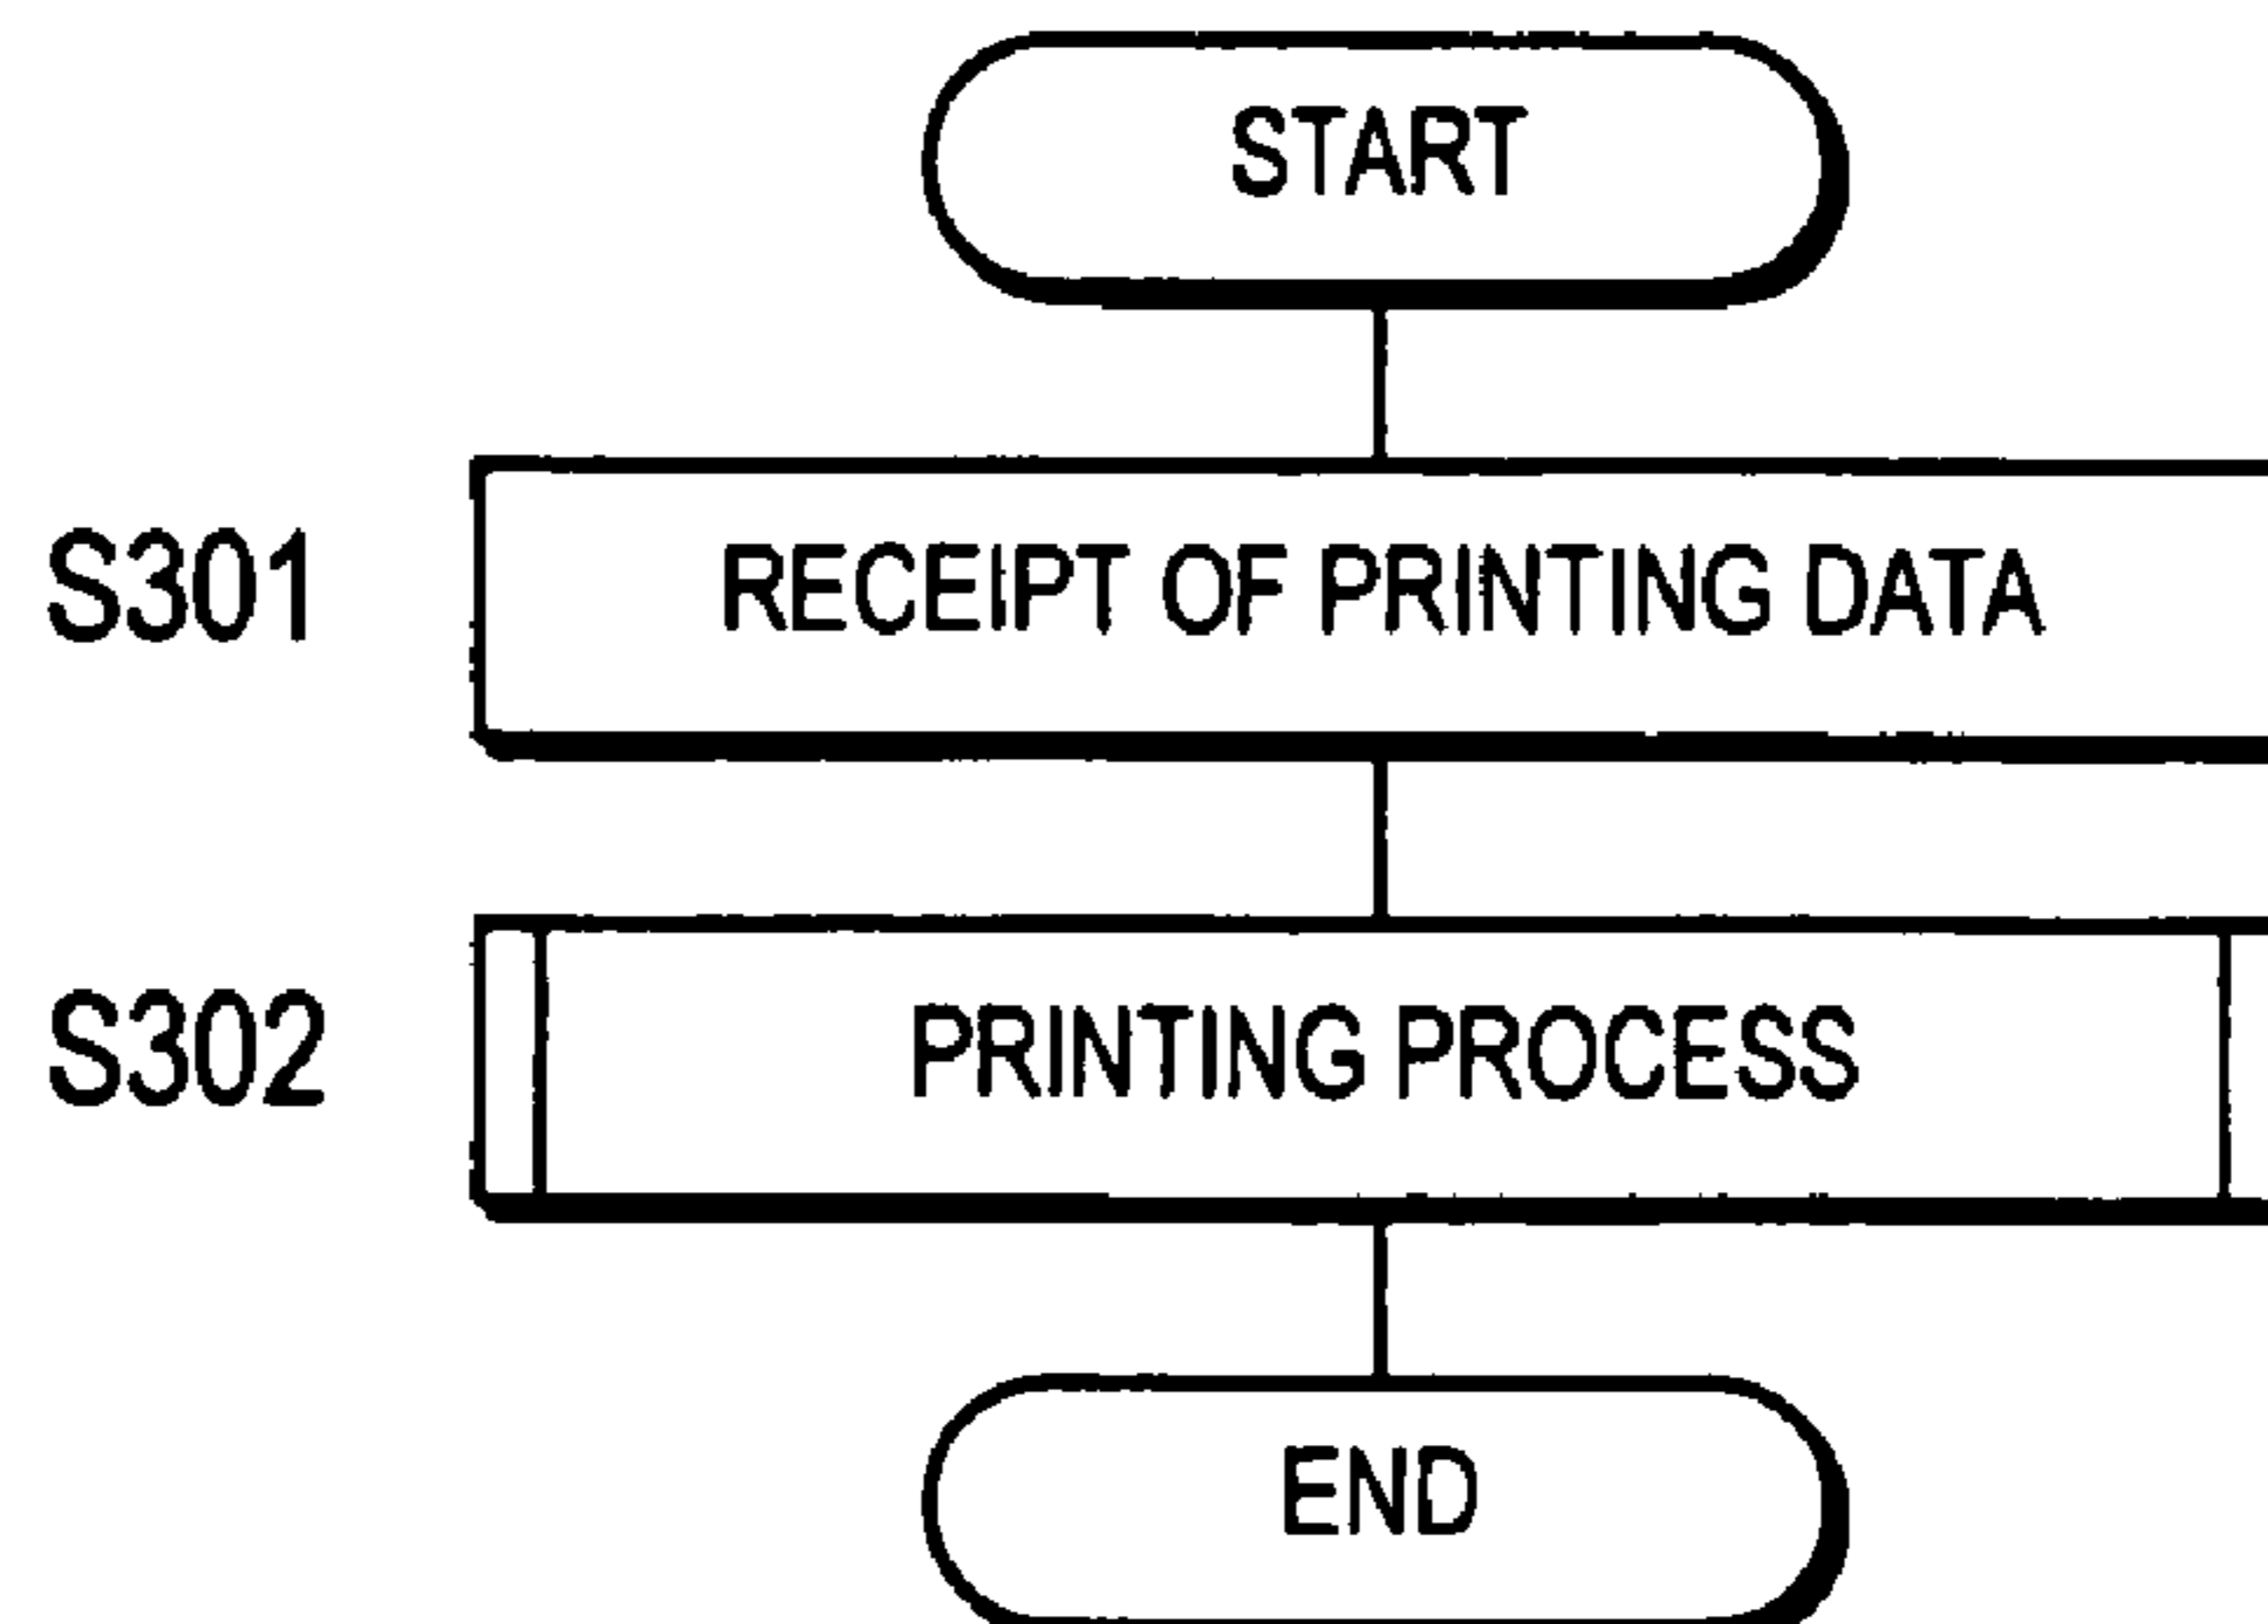 START
S301 RECEIPT OF PRINTING DATA
S302 PRINTING PROCESS
END